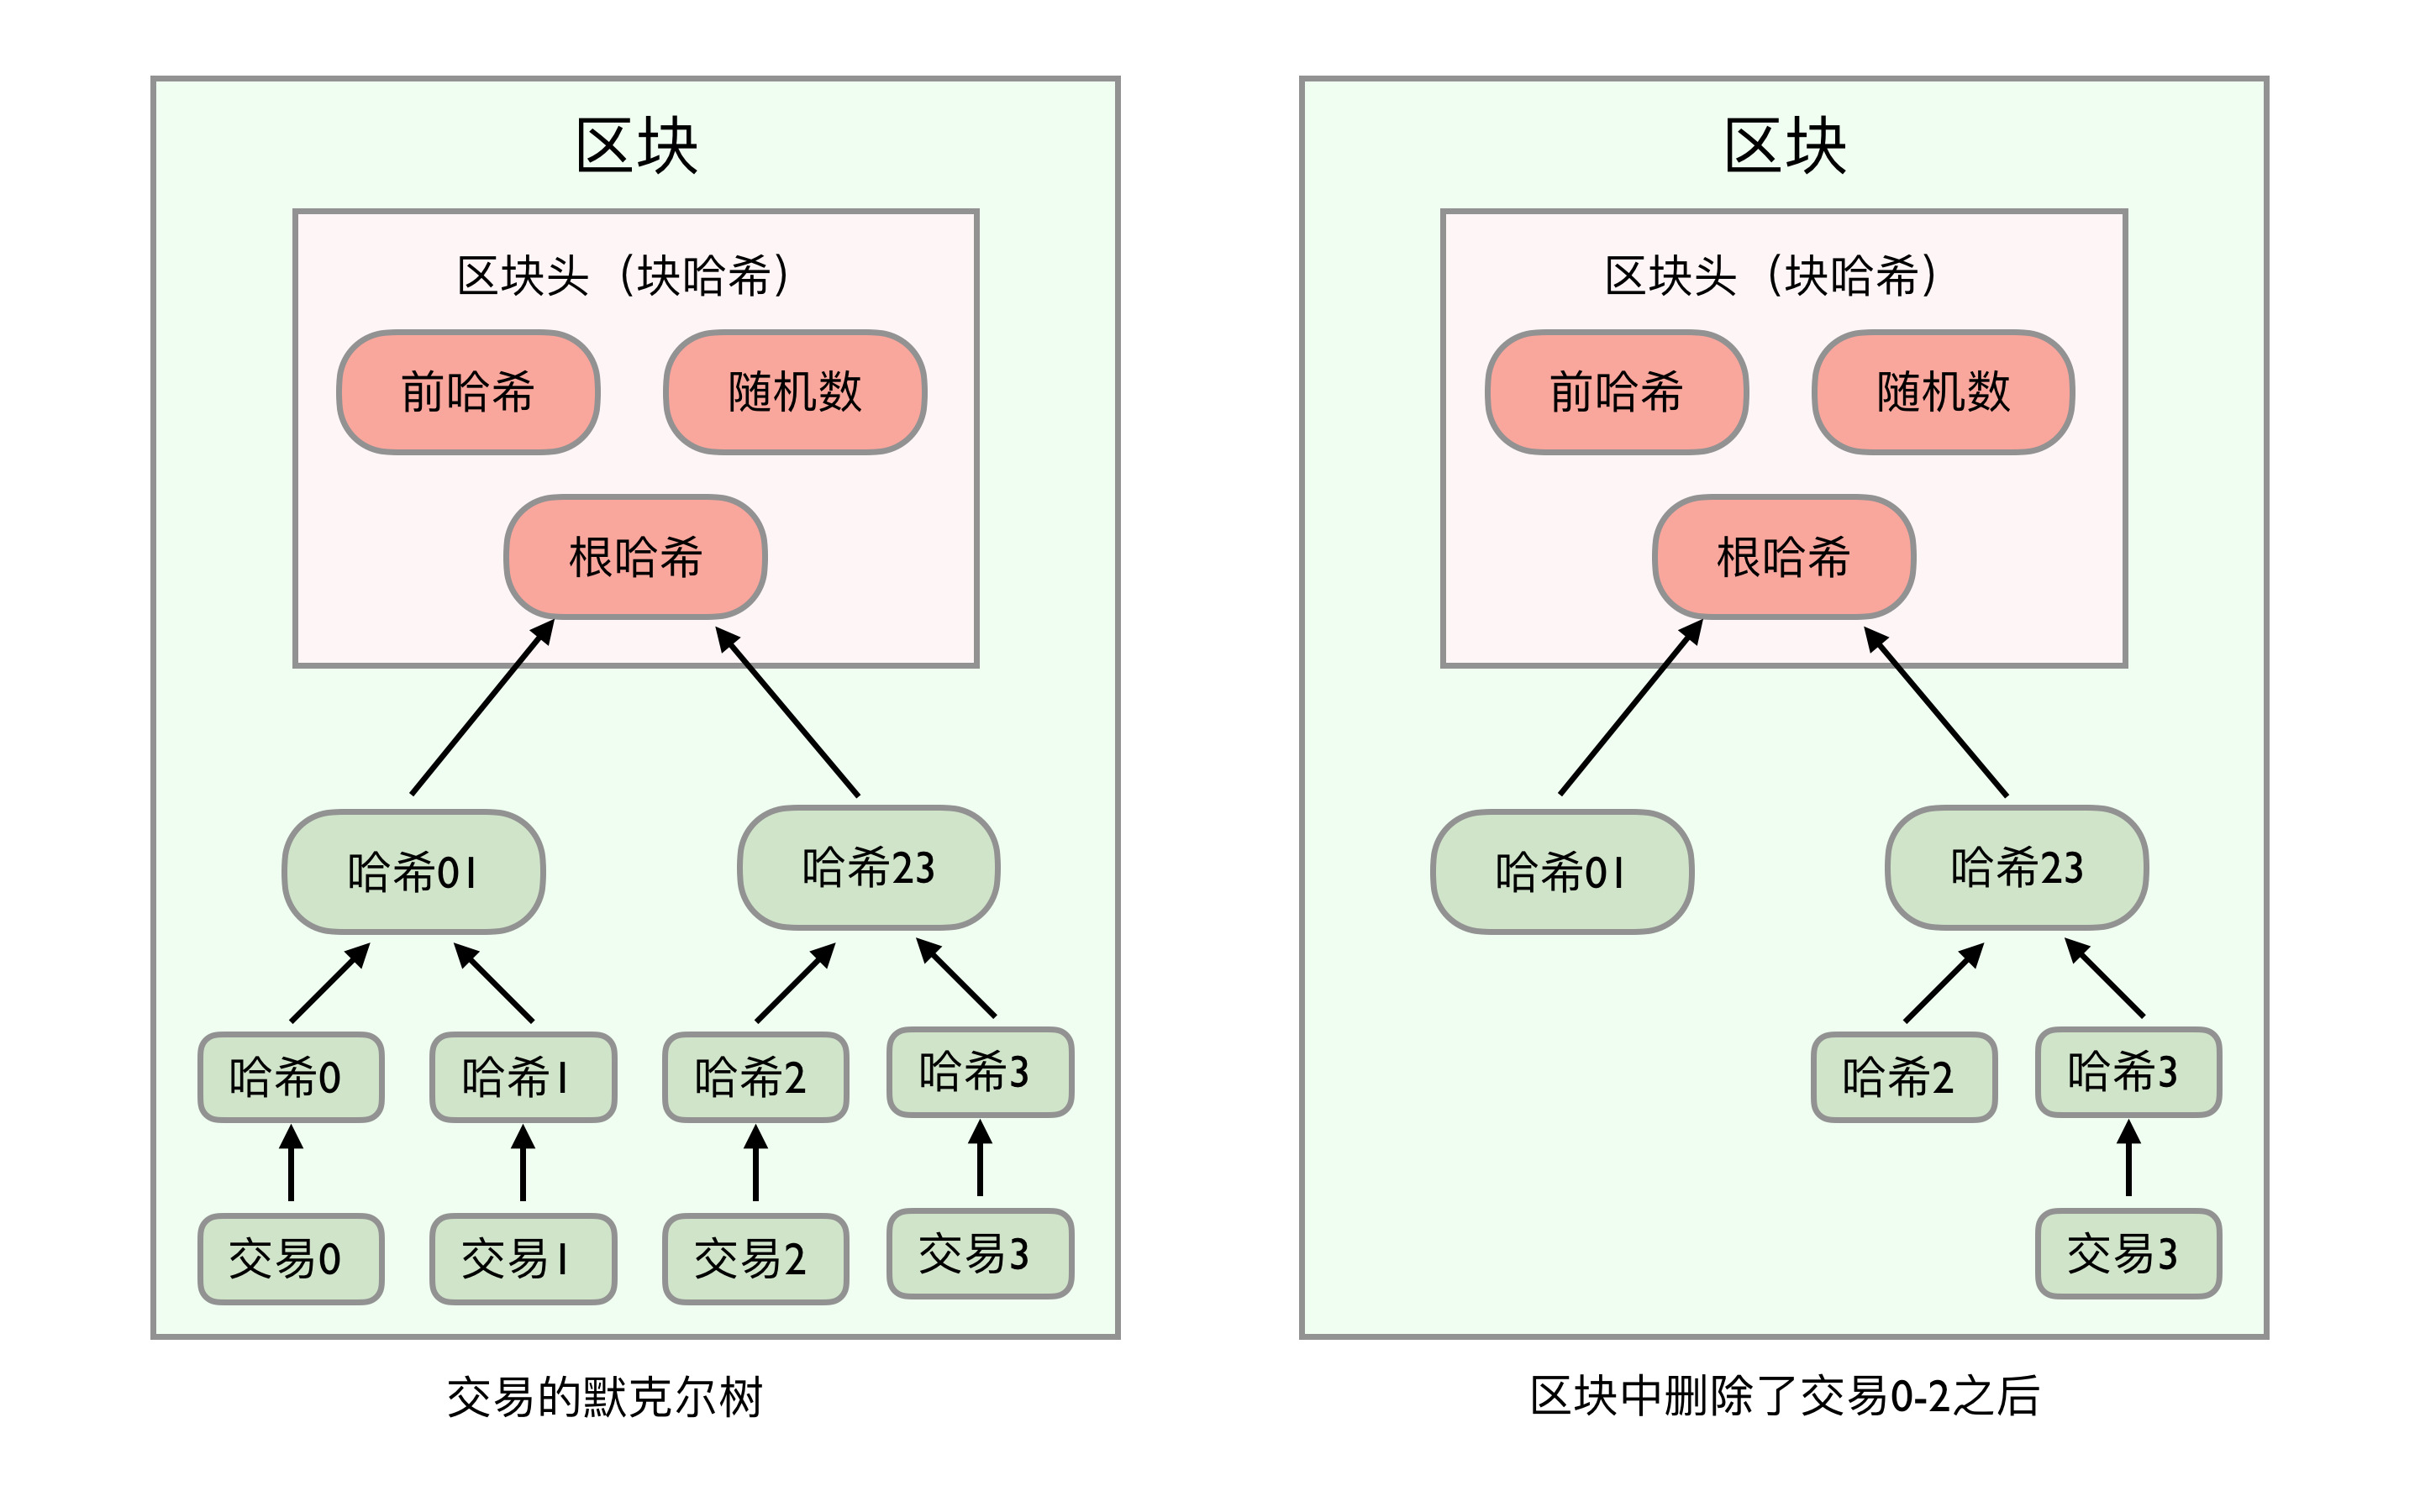 区块
区块头（块哈希）
前哈希
随机数
根哈希
哈希01
哈希23
哈希0
哈希1
哈希2
哈希3
交易0
交易1
交易2
交易3
交易的默克尔树
区块
区块头（块哈希）
前哈希
随机数
根哈希
哈希01
哈希23
哈希2
哈希3
交易3
区块中删除了交易0-2之后